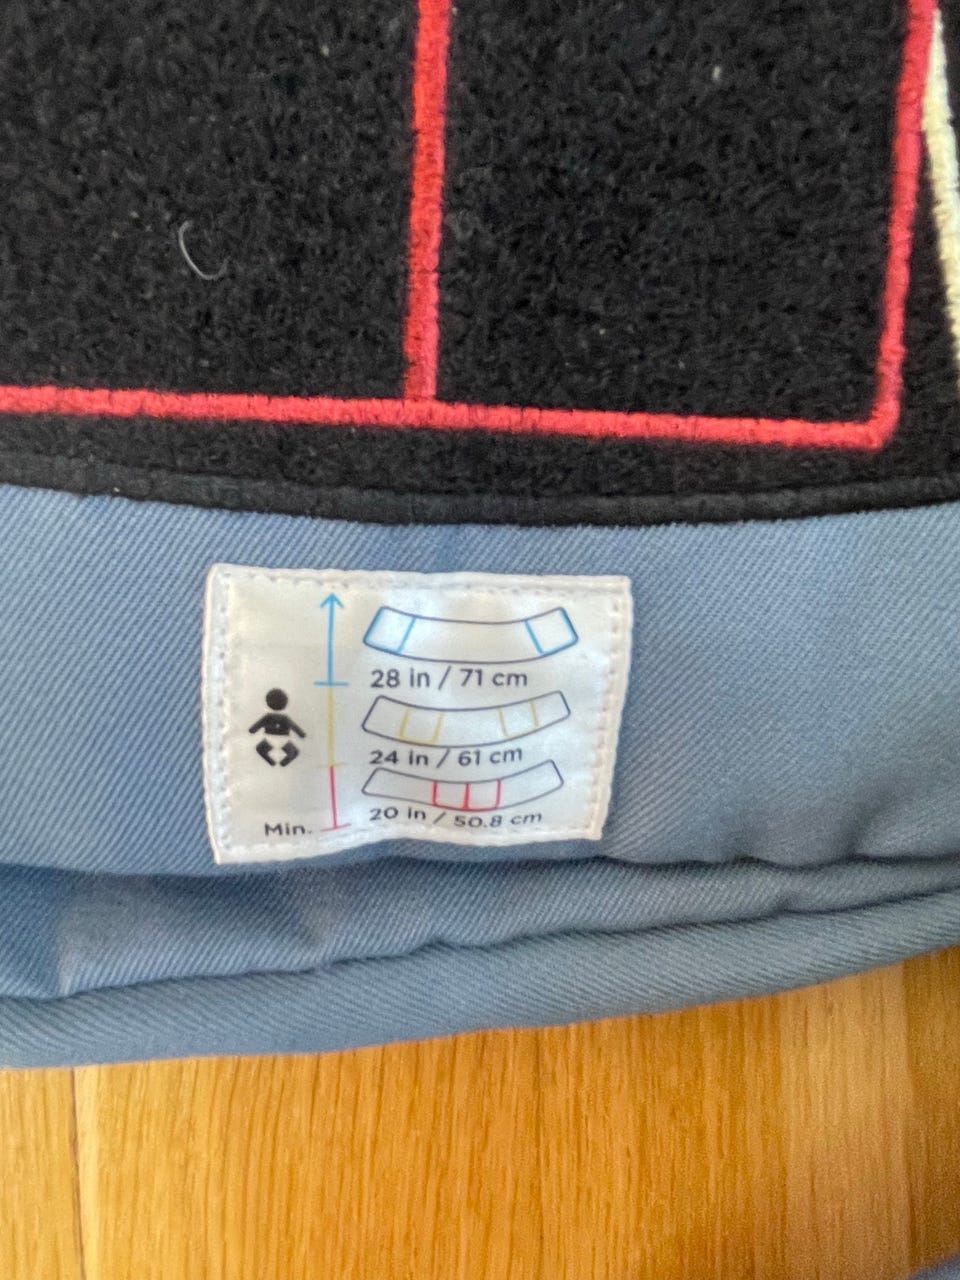 28 in / 71 cm
24 in / 61 cm
20 in / 50.8 cm
Min.